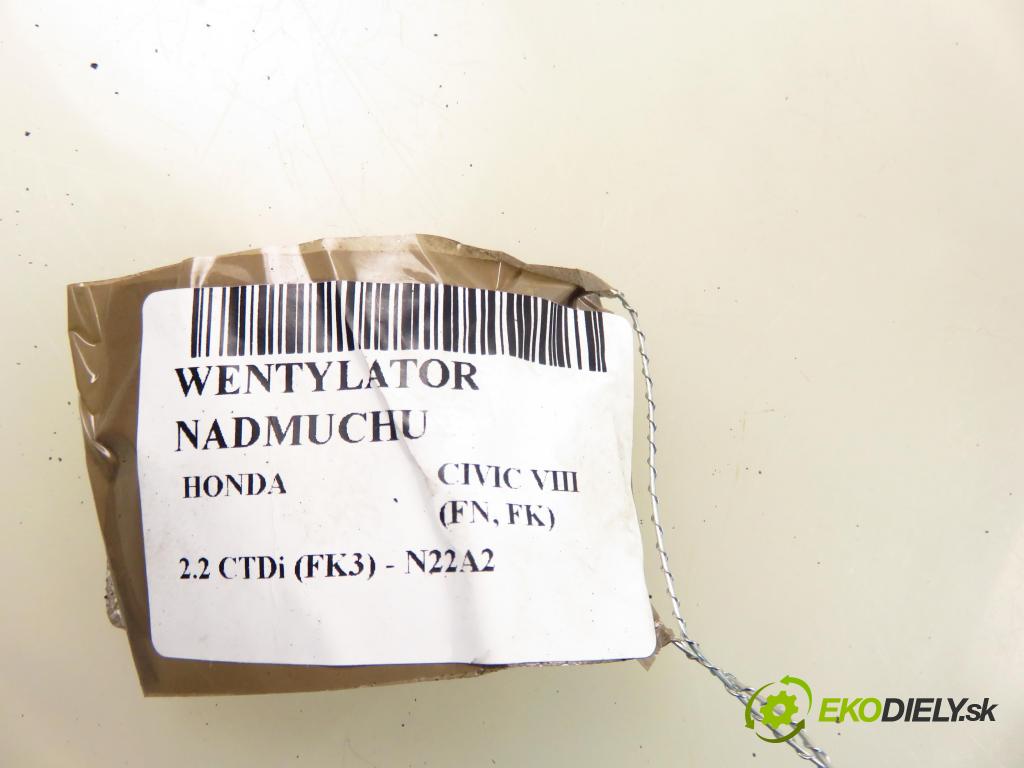 WENTYLATOR
NADMUCHU
HONDA CIVIC VIII
(FN, FK)
2.2 CTDi (FK3) - N22A2
EKODIELY.sk